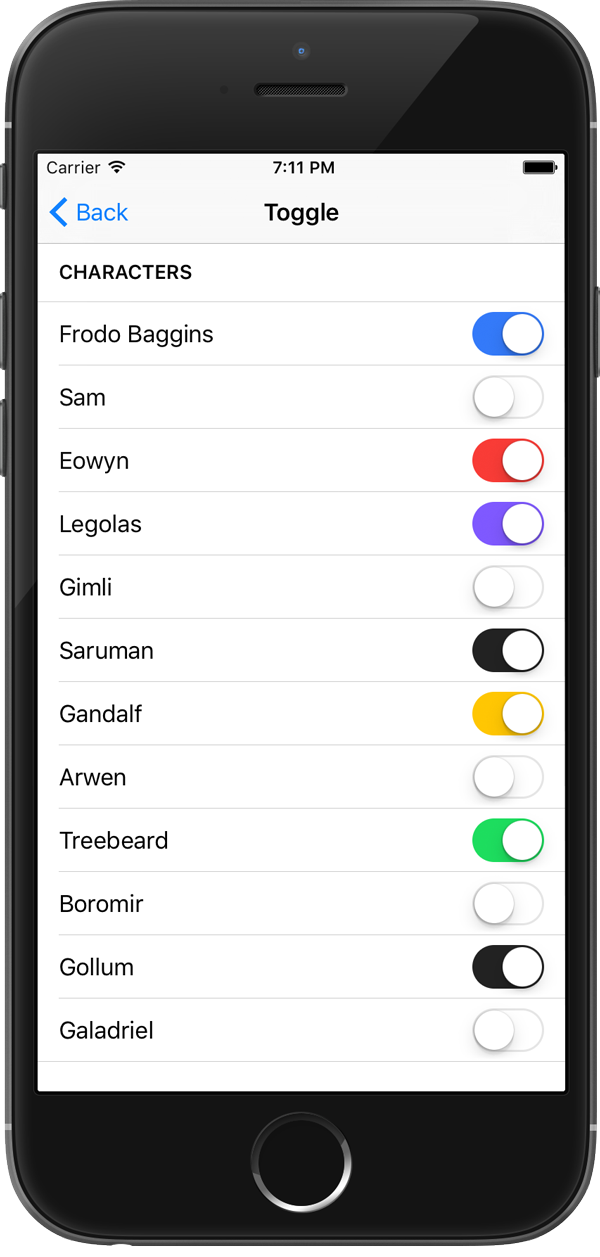 Carrier 7:11 PM
Back Toggle
CHARACTERS
Frodo Baggins
Sam
Eowyn
Legolas
Gimli
Saruman
Gandalf
Arwen
Treebeard
Boromir
Gollum
Galadriel